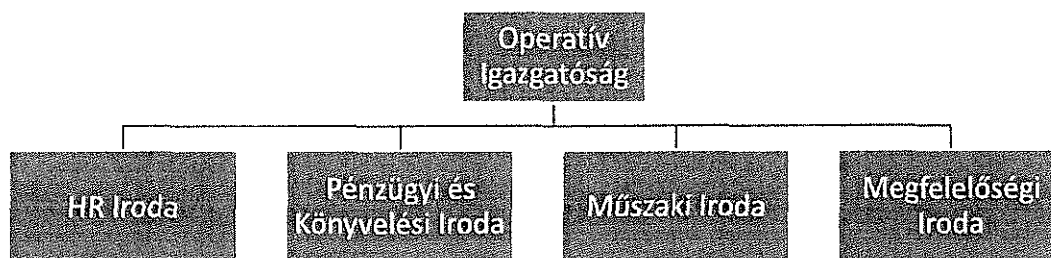 Operatív
Igazgatóság
HR Iroda
Pénzügyi és
Könyvelési Iroda
Műszaki Iroda
Megfelelőségi
Iroda